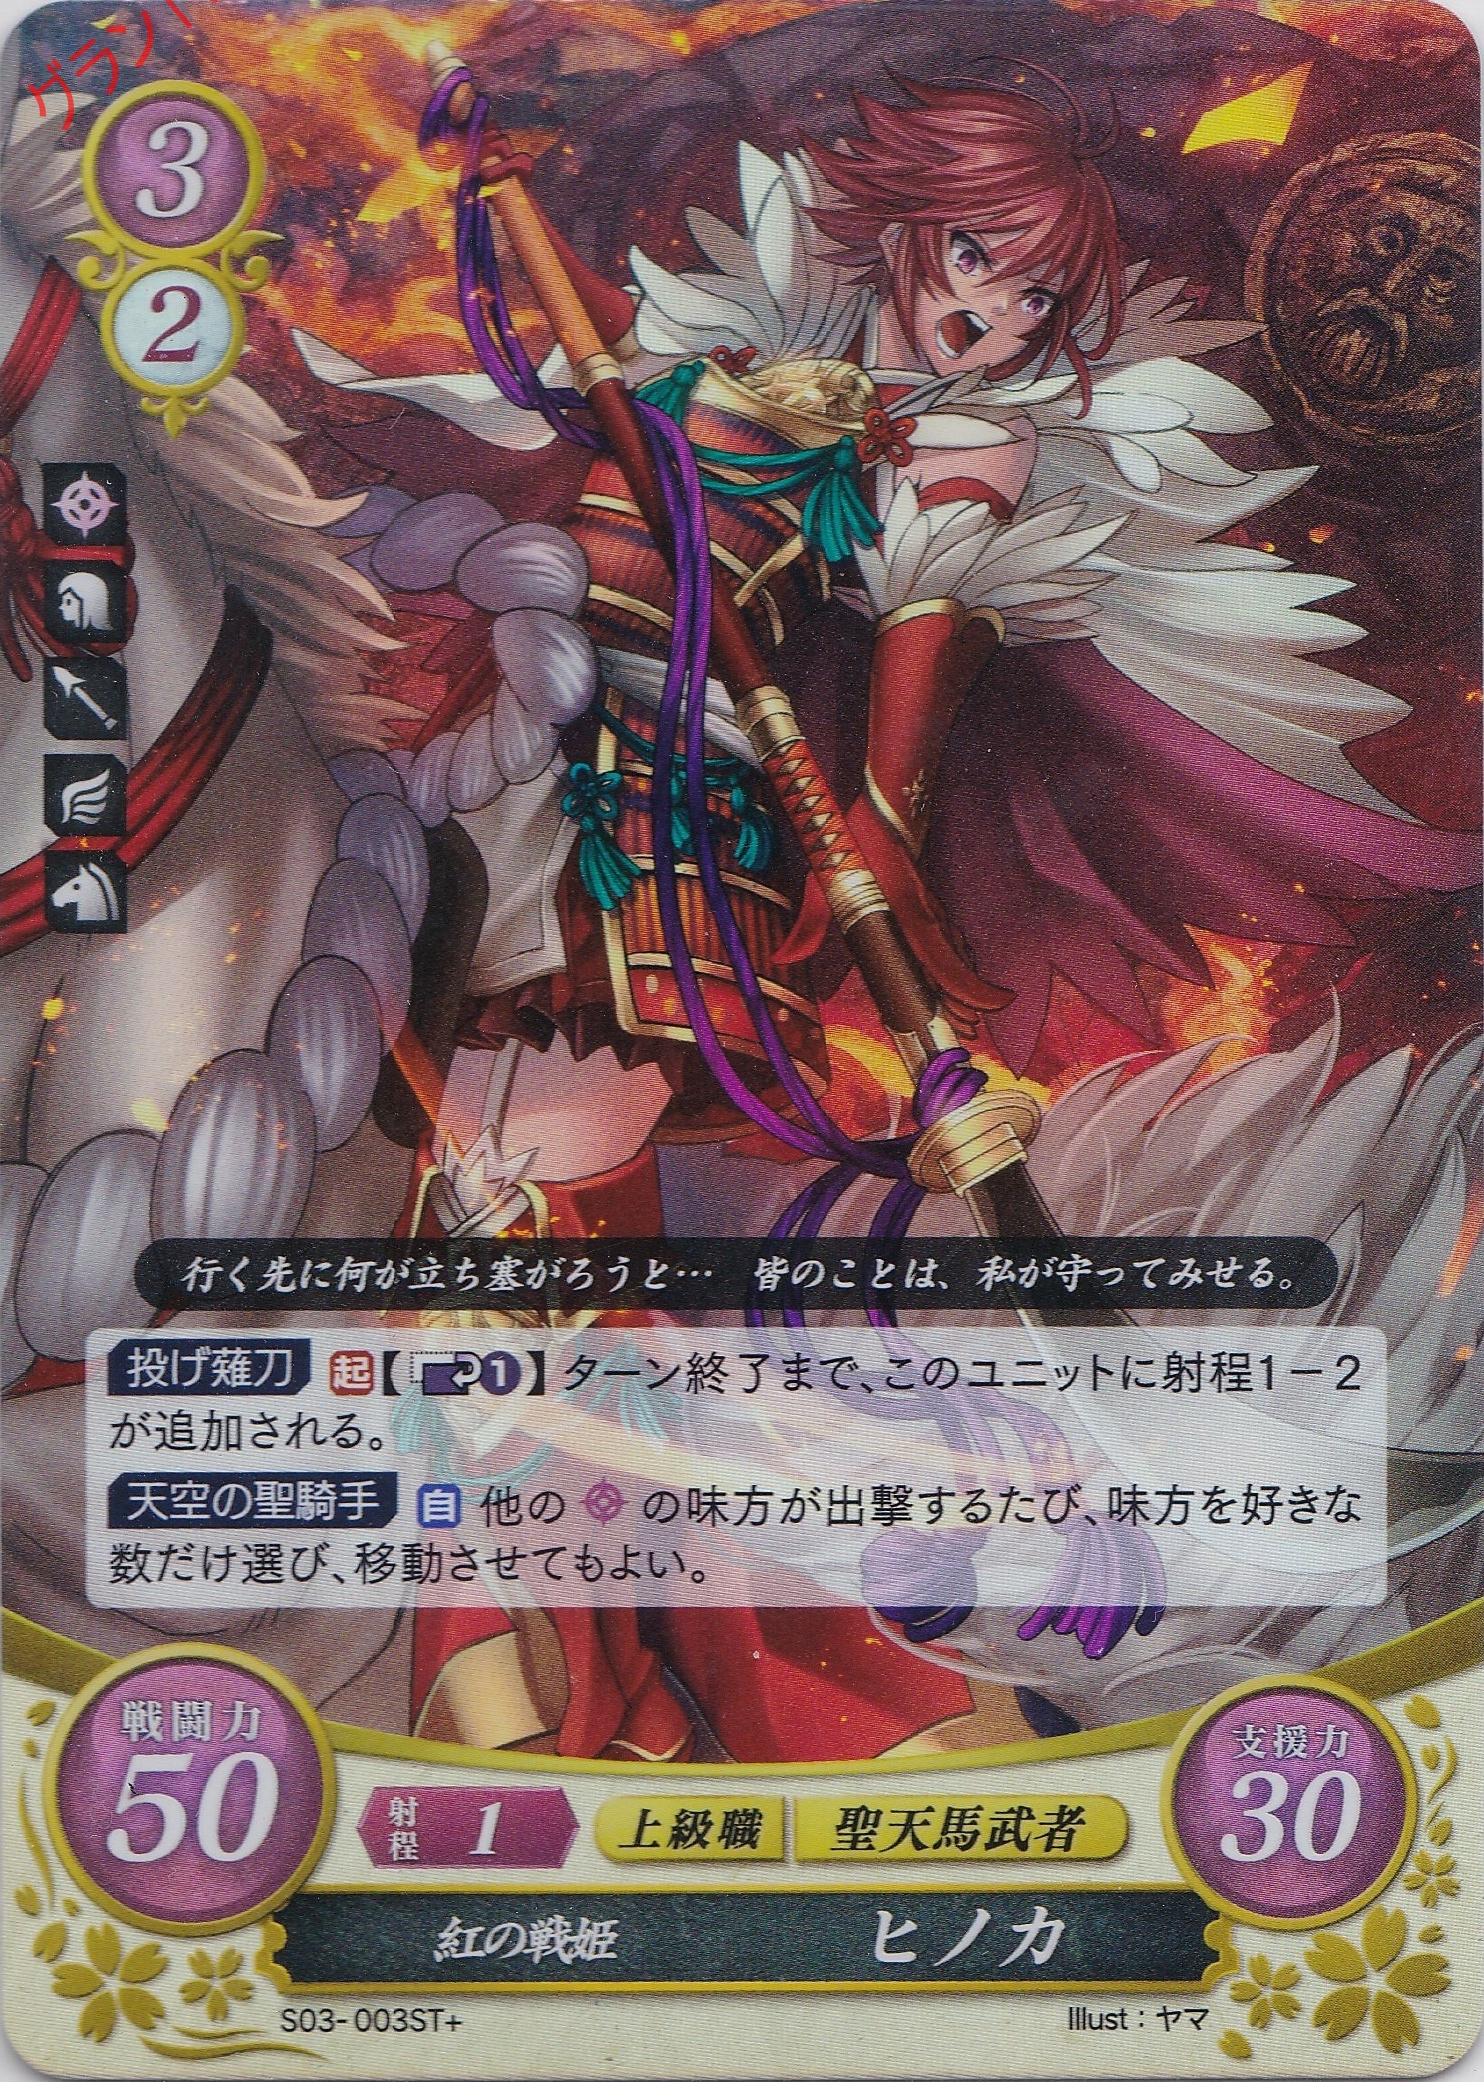 グラン
3
2
行く先に何が立ち塞がろうと… 皆のことは、私が守ってみせる。
投げ薙刀 起【 1】ターン終了まで、このユニットに射程1－2
が追加される。
天空の聖騎手 自 他の の味方が出撃するたび、味方を好きな
数だけ選び、移動させてもよい。
戦闘力
50
射程 1
上級職 聖天馬武者
支援力
30
紅の戦姫 ヒノカ
S03-003ST+ Illust：ヤマ